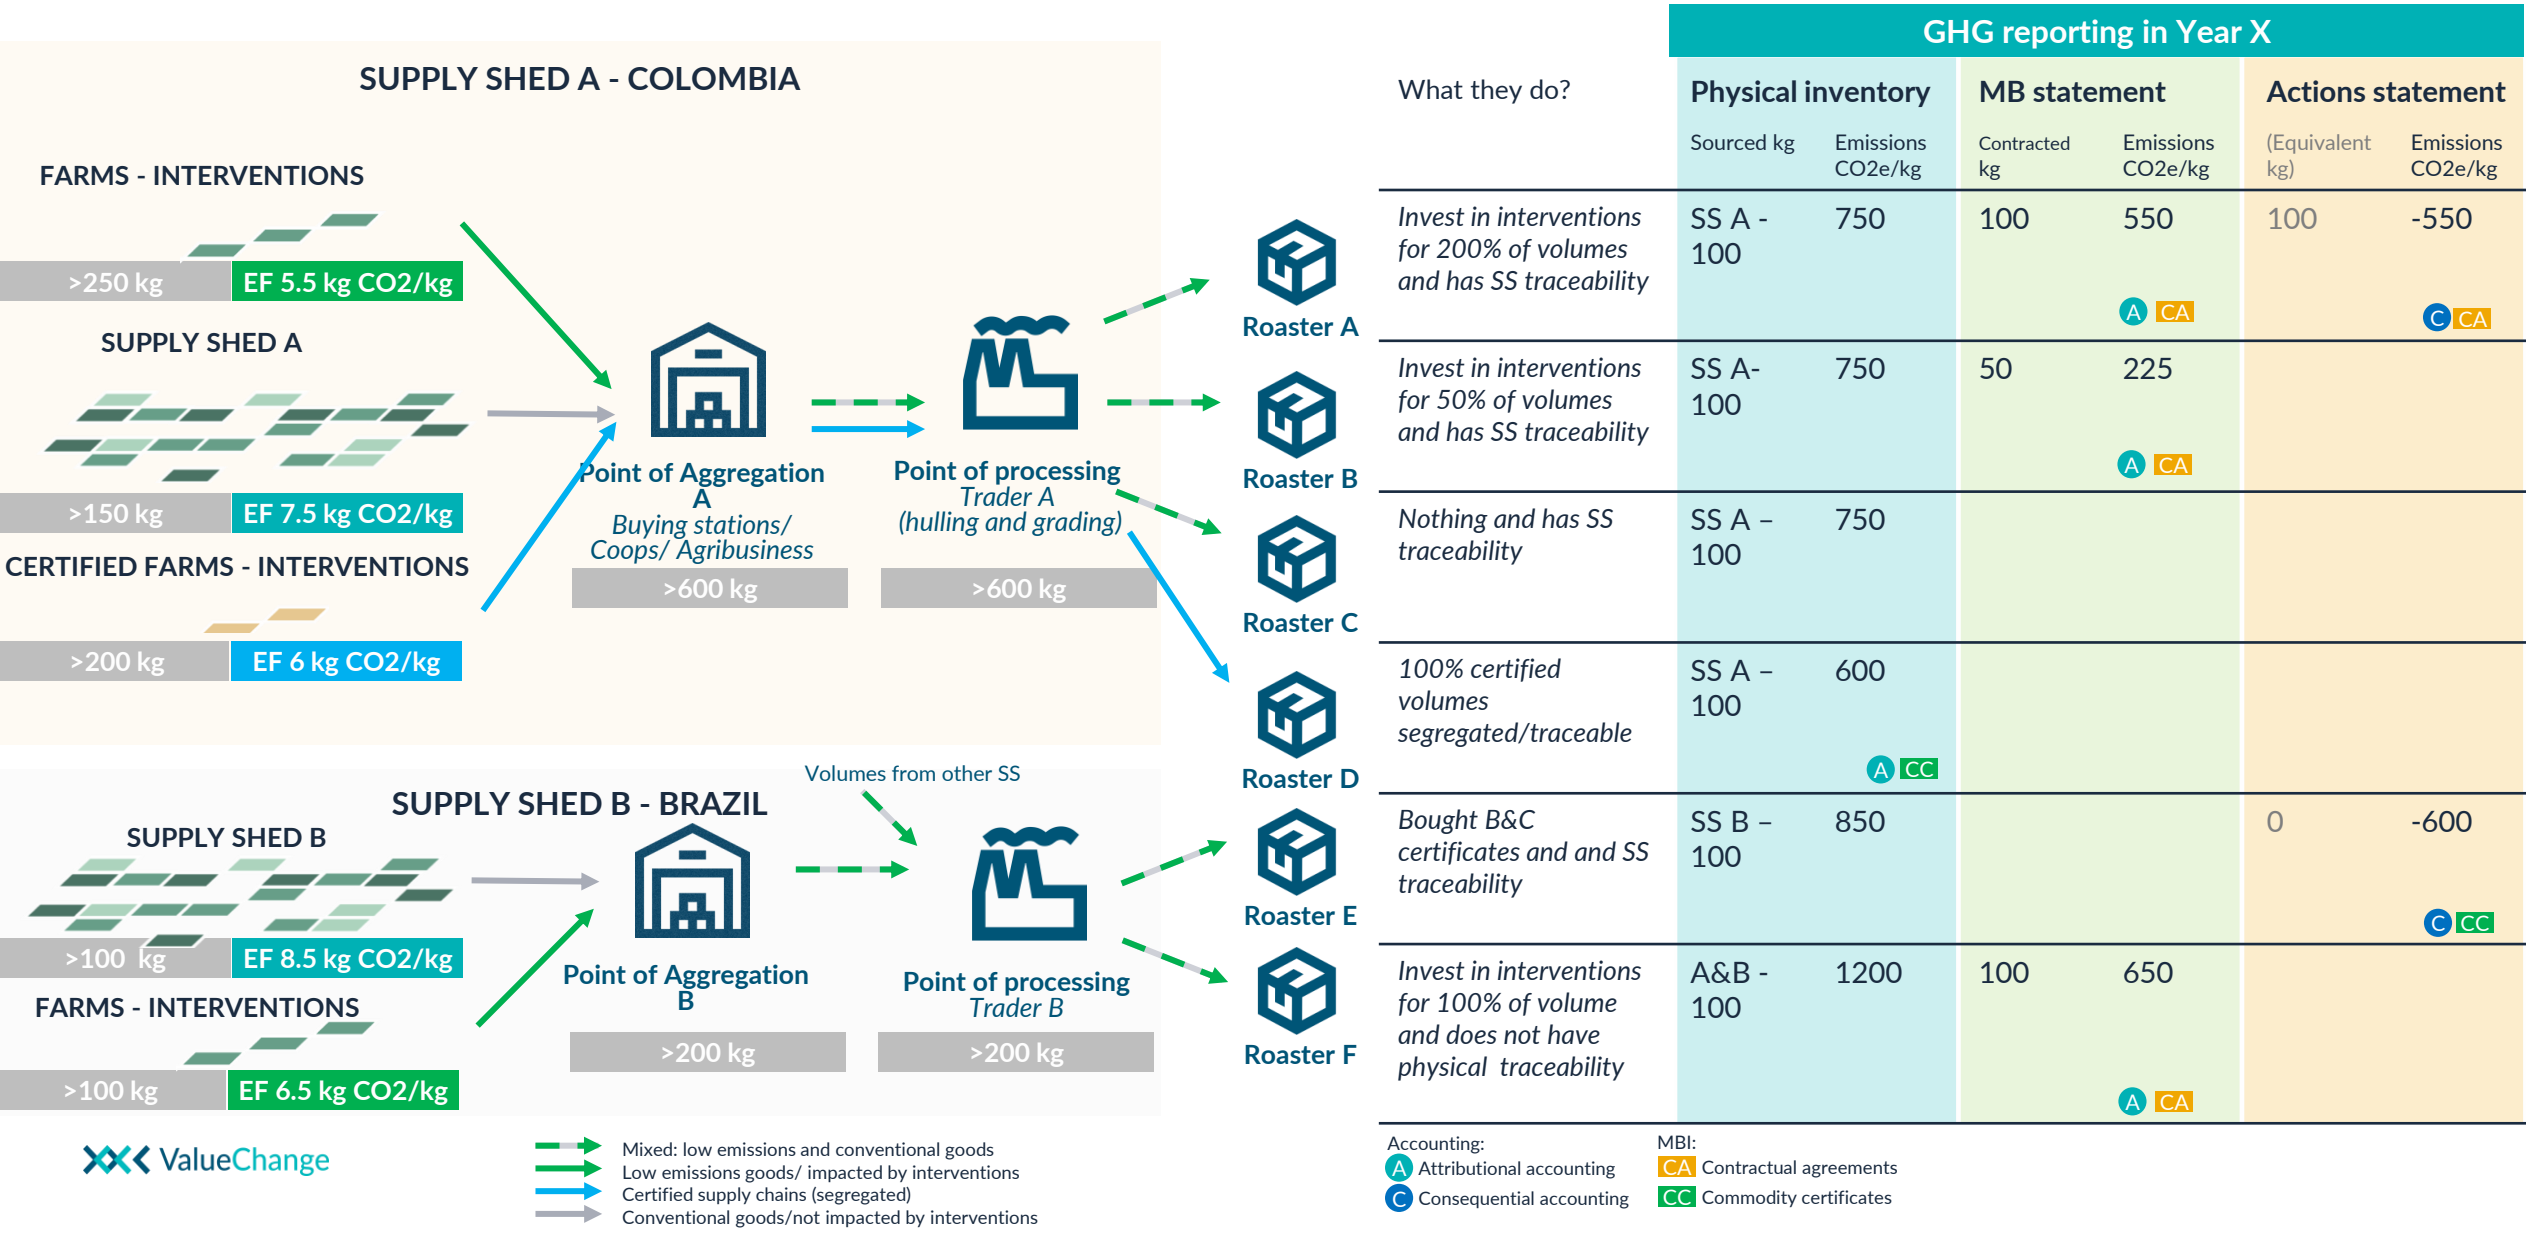 SUPPLY SHED A - COLOMBIA
FARMS - INTERVENTIONS
>250 kg
EF 5.5 kg CO2/kg
SUPPLY SHED A
>150 kg
EF 7.5 kg CO2/kg
CERTIFIED FARMS - INTERVENTIONS
>200 kg
EF 6 kg CO2/kg
Point of Aggregation
A
Buying stations/
Coops/ Agribusiness
>600 kg
Point of processing
Trader A
(hulling and grading)
>600 kg
SUPPLY SHED B - BRAZIL
Volumes from other SS
SUPPLY SHED B
>100 kg
EF 8.5 kg CO2/kg
FARMS - INTERVENTIONS
>100 kg
EF 6.5 kg CO2/kg
Point of Aggregation
B
>200 kg
Point of processing
Trader B
>200 kg
Roaster A
Roaster B
Roaster C
Roaster D
Roaster E
Roaster F
ValueChange
Mixed: low emissions and conventional goods
Low emissions goods/ impacted by interventions
Certified supply chains (segregated)
Conventional goods/not impacted by interventions
GHG reporting in Year X
What they do?
Physical inventory
MB statement
Actions statement
Sourced kg
Emissions
CO2e/kg
Contracted
kg
Emissions
CO2e/kg
(Equivalent
kg)
Emissions
CO2e/kg
Invest in interventions
for 200% of volumes
and has SS traceability
SS A -
100
750
100
550
A CA
100
-550
C CA
Invest in interventions
for 50% of volumes
and has SS traceability
SS A-
100
750
50
225
A CA
Nothing and has SS
traceability
SS A –
100
750
100% certified
volumes
segregated/traceable
SS A –
100
600
A CC
Bought B&C
certificates and and SS
traceability
SS B –
100
850
0
-600
C CC
Invest in interventions
for 100% of volume
and does not have
physical traceability
A&B -
100
1200
100
650
A CA
Accounting:
A Attributional accounting
C Consequential accounting
MBI:
CA Contractual agreements
CC Commodity certificates